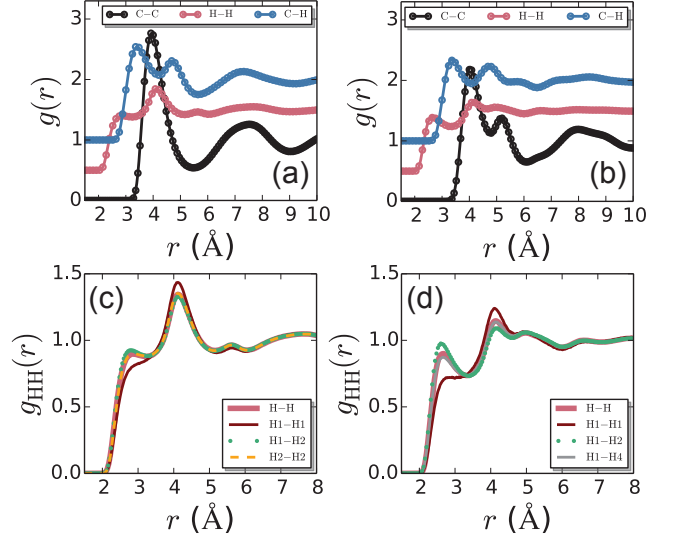 C−C H−H C−H
C−C H−H C−H
g(r)
3
2
1
0
(a)
2 3 4 5 6 7 8 9 10
r (Å)
g(r)
3
2
1
0
(b)
2 3 4 5 6 7 8 9 10
r (Å)
g_HH(r)
1.5
1.0
0.5
0.0
(c)
H−H
H1−H1
H1−H2
H2−H2
2 3 4 5 6 7 8
r (Å)
g_HH(r)
1.5
1.0
0.5
0.0
(d)
H−H
H1−H1
H1−H2
H1−H4
2 3 4 5 6 7 8
r (Å)